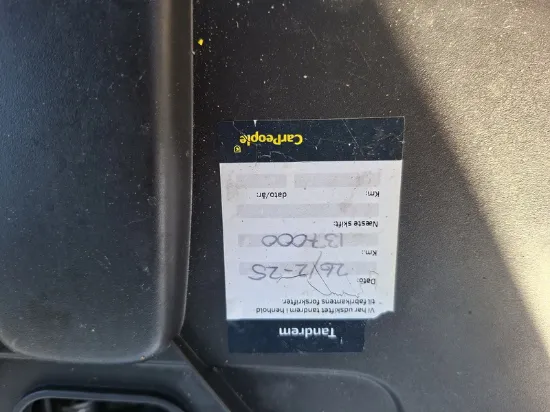 Tandrem
Vi har udskiftet tandrem i henhold
til fabrikantens forskrifter
Dato: 26/2-25
Km.: 137000
Næste skift:
Km: dato/år:
CarPeople®